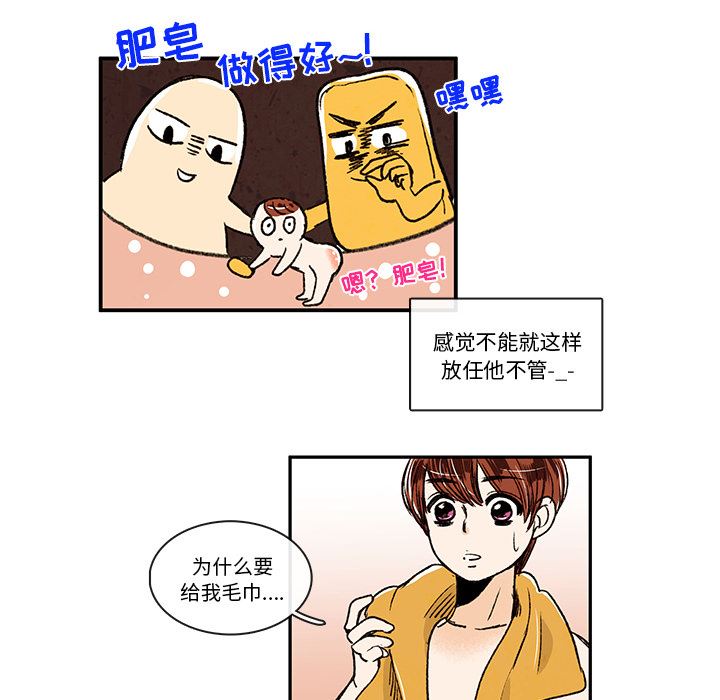 肥皂
做得好~!
嘿嘿
嗯? 肥皂!
感觉不能就这样
放任他不管-_-
为什么要
给我毛巾....